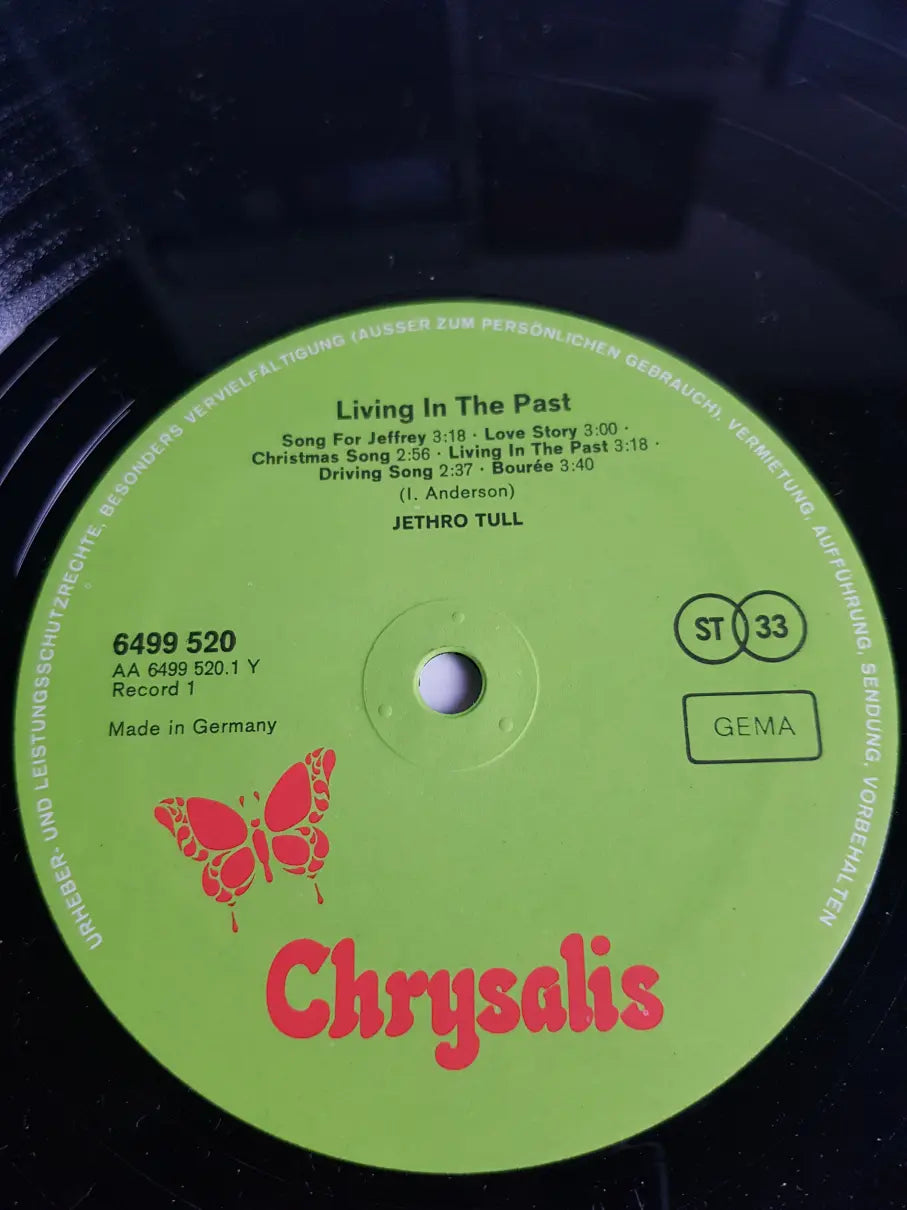 URHEBER- UND LEISTUNGSSCHUTZRECHTE, BESONDERS VERVIELFÄLTIGUNG (AUSSER ZUM PERSÖNLICHEN GEBRAUCH), VERMIETUNG, AUFFÜHRUNG, SENDUNG, VORBEHALTEN
Living In The Past
Song For Jeffrey 3:18 · Love Story 3:00 ·
Christmas Song 2:56 · Living In The Past 3:18 ·
Driving Song 2:37 · Bourée 3:40
(I. Anderson)
JETHRO TULL
6499 520
AA 6499 520.1 Y
Record 1
Made in Germany
ST 33
GEMA
Chrysalis